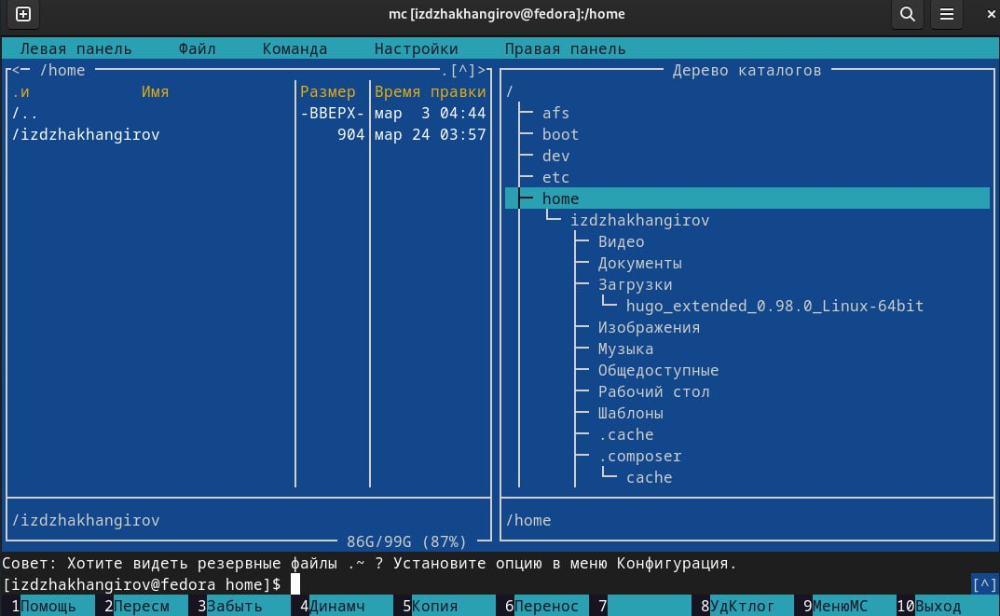 mc [izdzhakhangirov@fedora]:/home
Левая панель Файл Команда Настройки Правая панель
<─ /home .[^]>
.и Имя Размер Время правки
/.. -ВВЕРХ- мар 3 04:44
/izdzhakhangirov 904 мар 24 03:57
/izdzhakhangirov
86G/99G (87%)
Дерево каталогов
/
afs
boot
dev
etc
home
izdzhakhangirov
Видео
Документы
Загрузки
hugo_extended_0.98.0_Linux-64bit
Изображения
Музыка
Общедоступные
Рабочий стол
Шаблоны
.cache
.composer
cache
/home
Совет: Хотите видеть резервные файлы .~ ? Установите опцию в меню Конфигурация.
[izdzhakhangirov@fedora home]$ [^]
1Помощь 2Пересм 3Забыть 4Динамч 5Копия 6Перенос 7 8УдКтлог 9МенюMC 10Выход